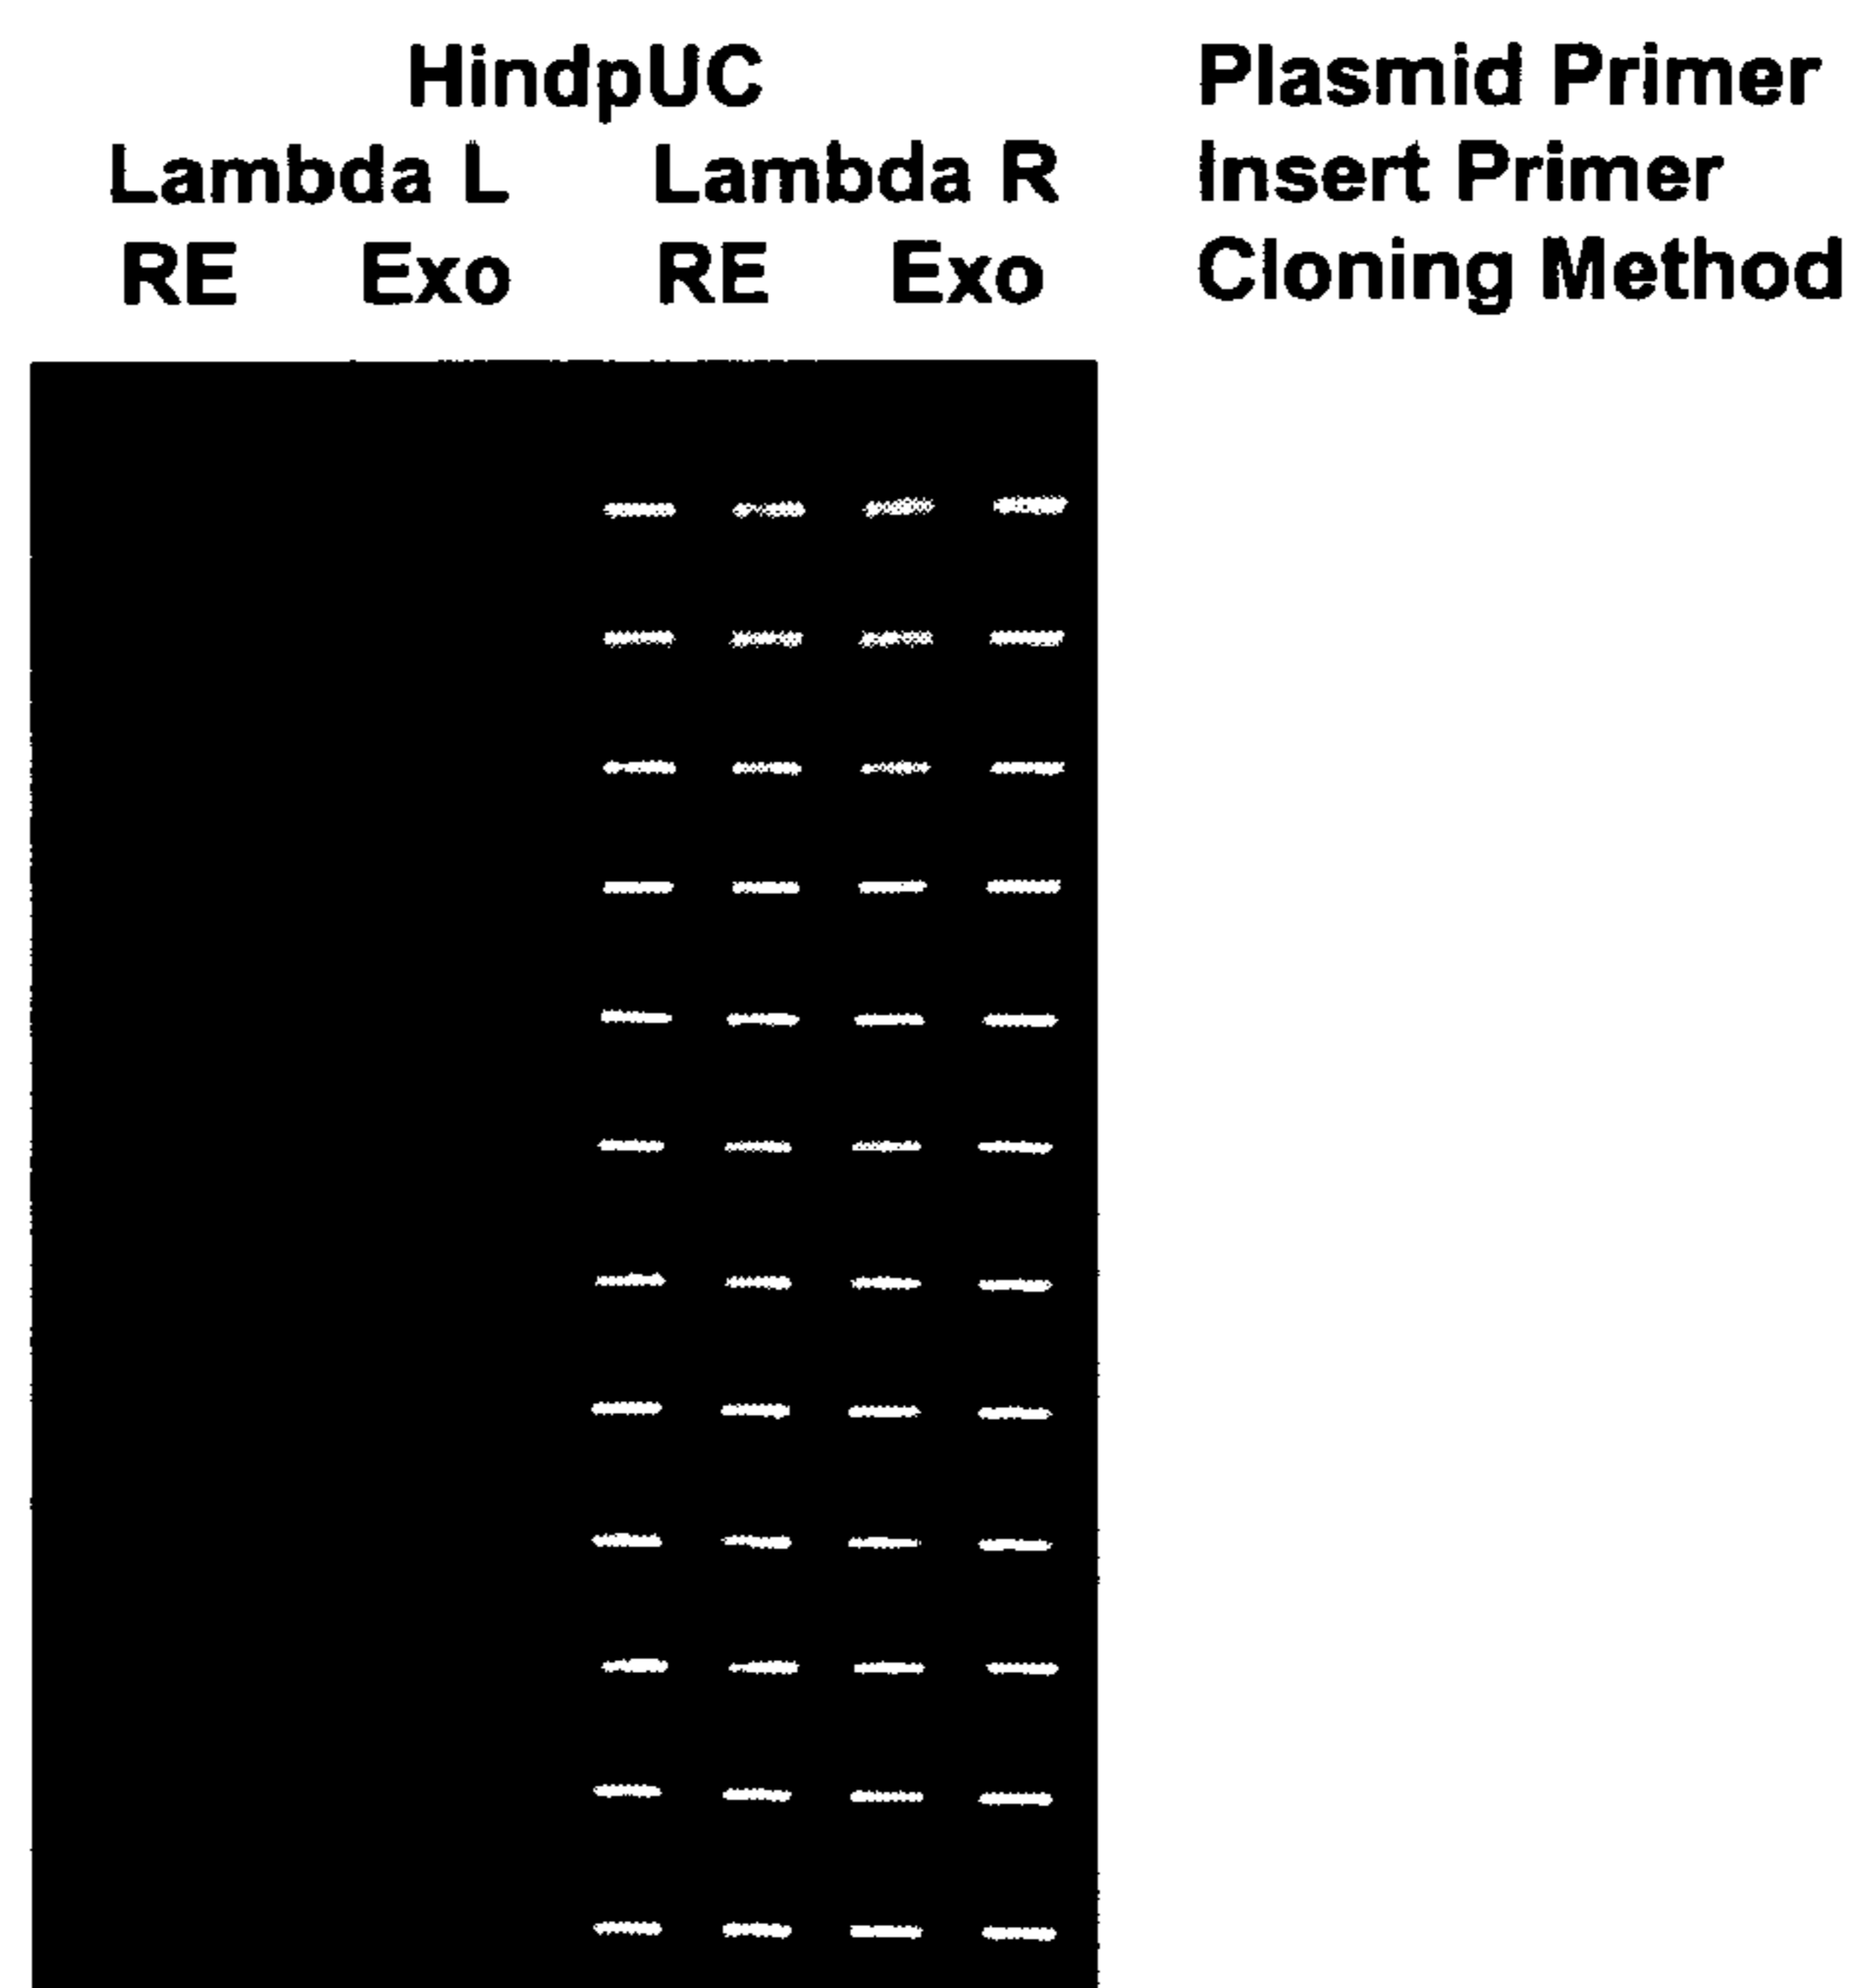 HindpUC Plasmid Primer
Lambda L Lambda R Insert Primer
RE Exo RE Exo Cloning Method